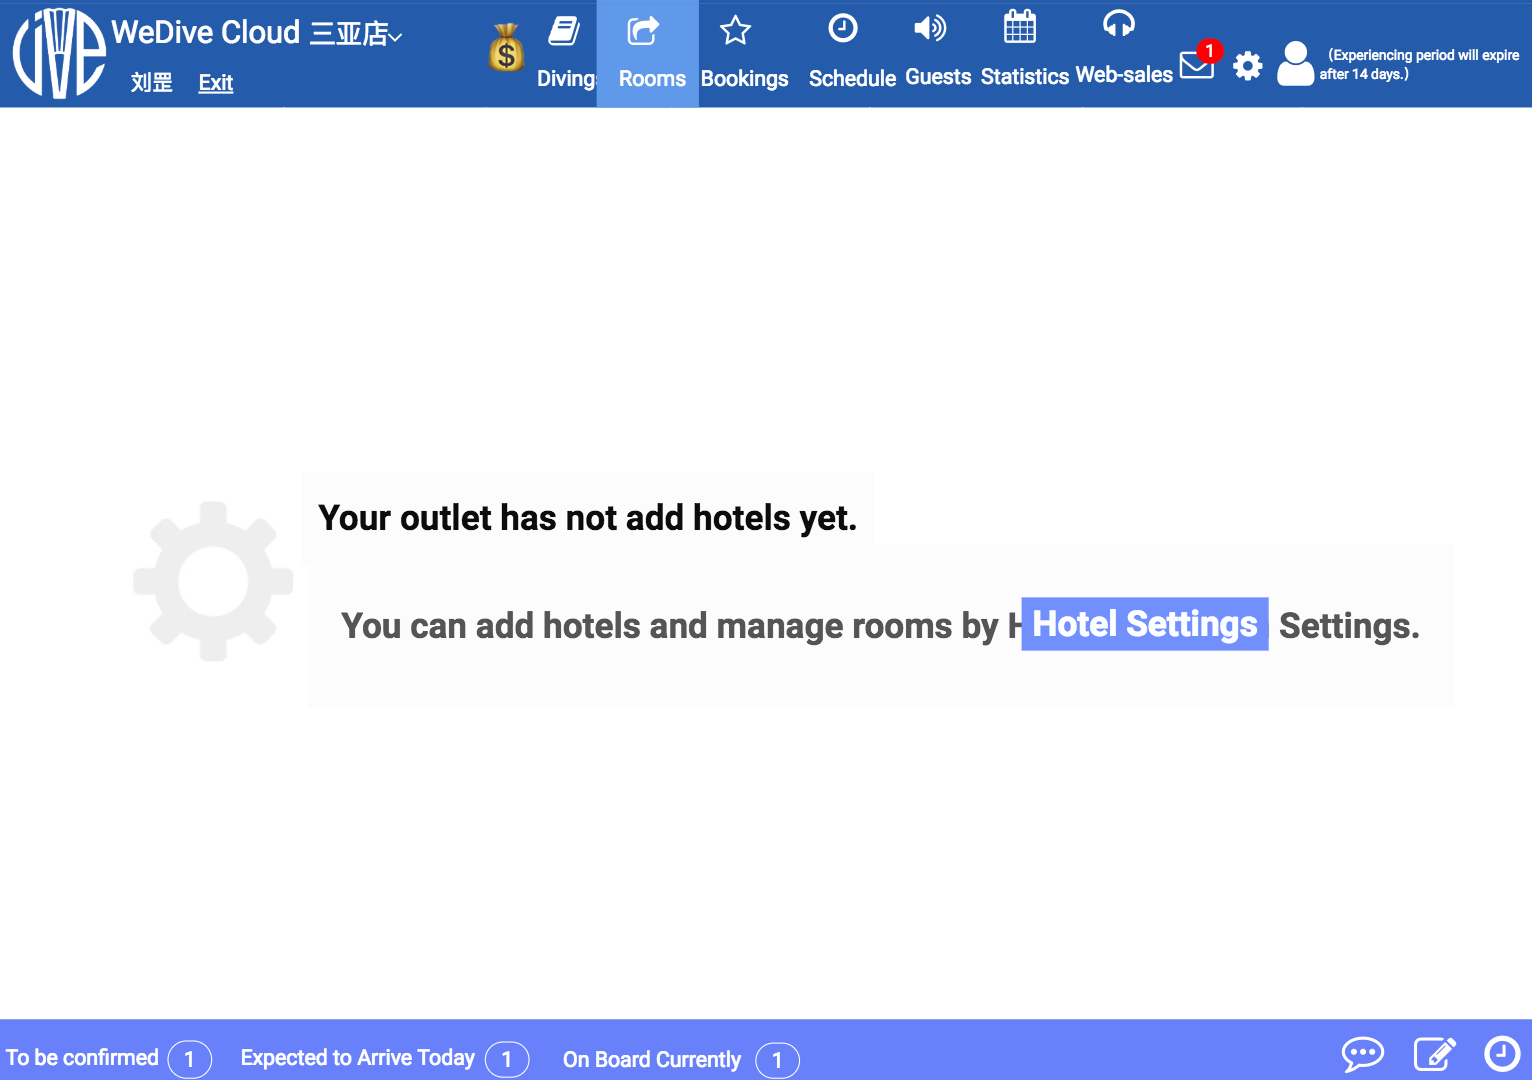 WeDive Cloud 三亚店
刘罡 Exit
Rooms Bookings Schedule Guests Statistics Web-sales
1
(Experiencing period will expire
after 14 days.)
Your outlet has not add hotels yet.
You can add hotels and manage rooms by Hotel Settings Settings.
To be confirmed 1 Expected to Arrive Today 1 On Board Currently 1